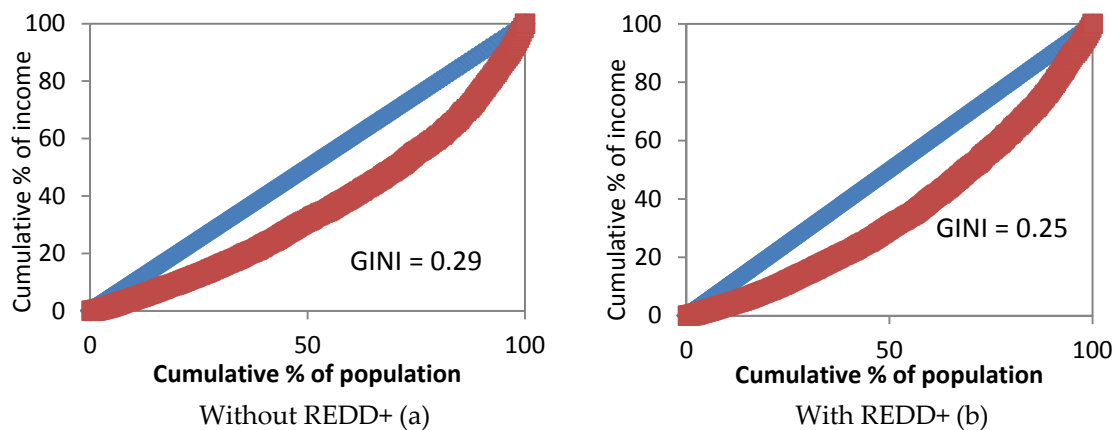 Cumulative % of income
100
80
60
40
20
0
0
50
100
GINI = 0.29
Cumulative % of population
Without REDD+ (a)
Cumulative % of income
100
80
60
40
20
0
0
50
100
GINI = 0.25
Cumulative % of population
With REDD+ (b)